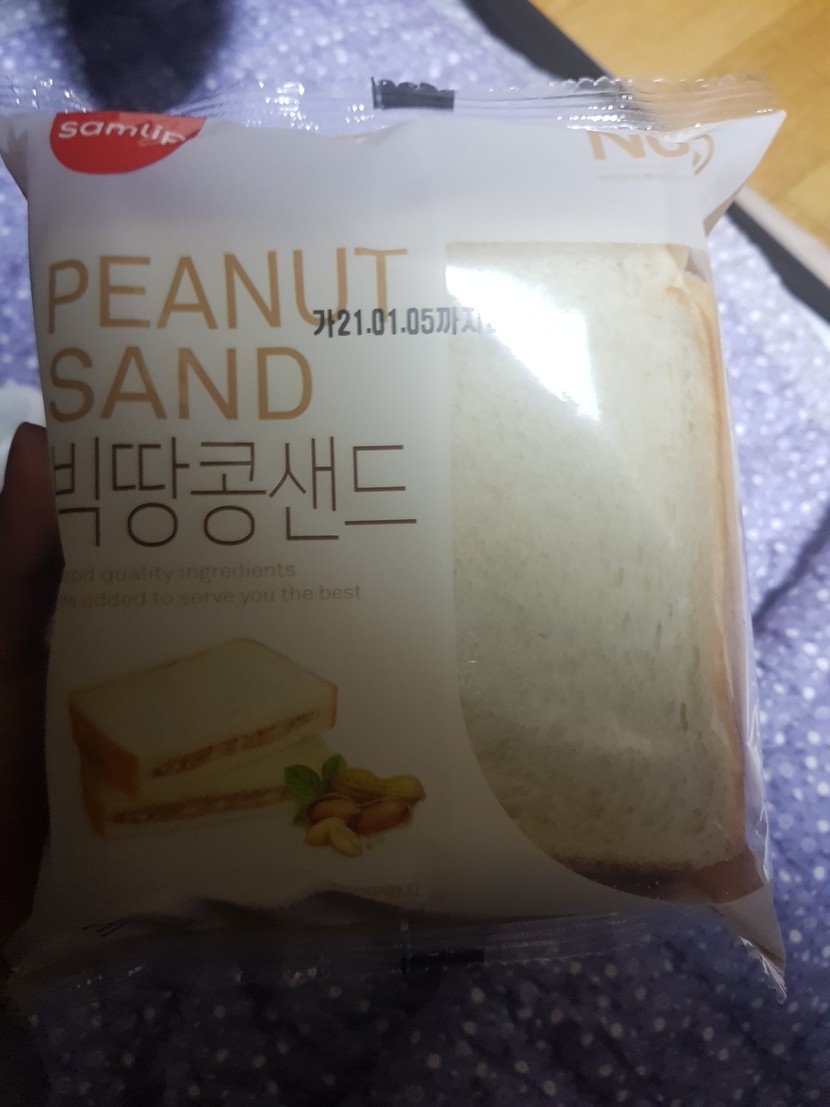 samlip
PEANUT
가21.01.05까지
SAND
빅땅콩샌드
quality ingredients
added to serve you the best